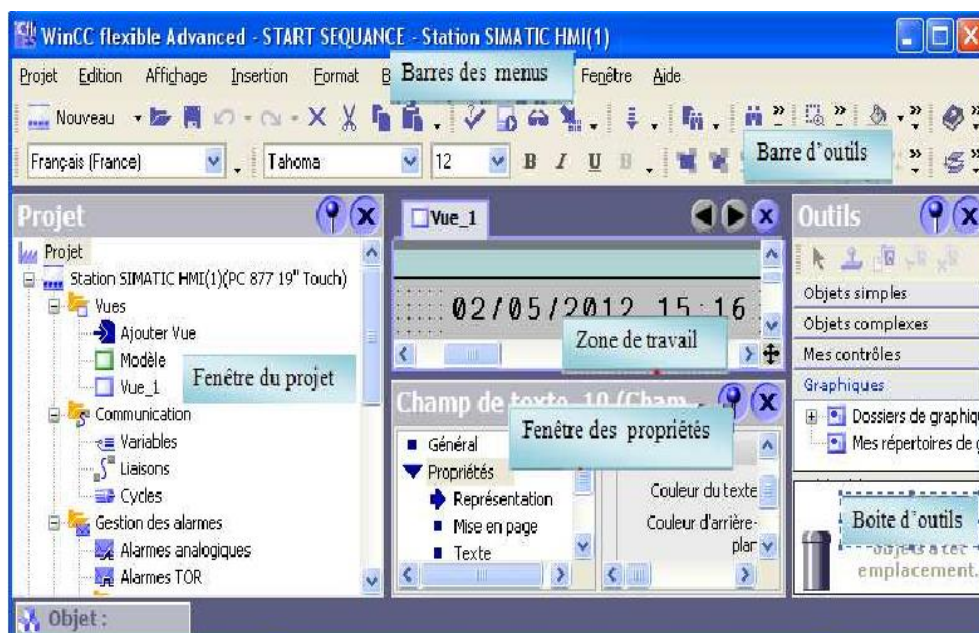 WinCC flexible Advanced - START SEQUANCE - Station SIMATIC HMI(1)
Projet Edition Affichage Insertion Format B Barres des menus Fenêtre Aide
Nouveau
Français (France) Tahoma 12 B I U B Barre d'outils
Projet
Projet
Station SIMATIC HMI(1)(PC 877 19" Touch)
Vues
Ajouter Vue
Modèle
Vue_1
Fenêtre du projet
Communication
Variables
Liaisons
Cycles
Gestion des alarmes
Alarmes analogiques
Alarmes TOR
Vue_1
02/05/2012 15:16
Zone de travail
Champ de texte_10 (Cham
Fenêtre des propriétés
Général
Propriétés
Représentation
Mise en page
Texte
Couleur du texte
Couleur d'arrière-
plan
Outils
Objets simples
Objets complexes
Mes contrôles
Graphiques
Dossiers de graphiqu
Mes répertoires de g
Boite d'outils
emplacement.
Objet :